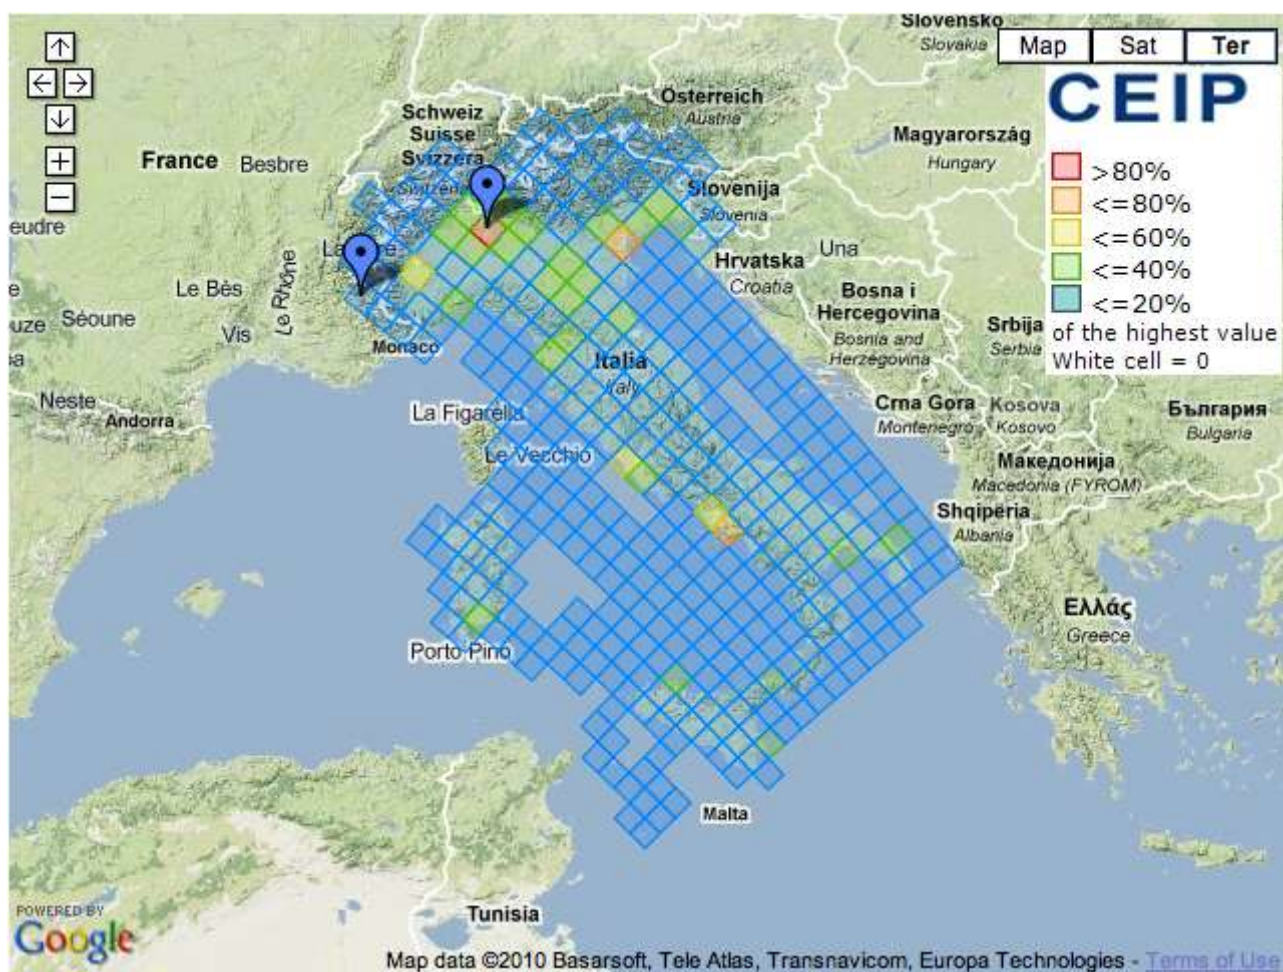 Slovensko
Slovakia
Map
Sat
Ter
CEIP
Österreich
Austria
Schweiz
Suisse
Svizzera
Magyarország
Hungary
France
Besbre
>80%
<=80%
<=60%
<=40%
<=20%
of the highest value
White cell = 0
Slovenija
Slovenia
eudre
Hrvatska
Croatia
Una
Le Bès
Le Rhône
Bosna i
Hercegovina
Bosnia and
Herzegovina
Séoune
Vis
Srbija
Serbia
Monaco
Italia
Italy
Neste
Andorra
La Figarella
Crna Gora
Montenegro
Kosova
Kosovo
България
Bulgaria
Le Vecchio
Македонија
Macedonia (FYROM)
Shqipëria
Albania
Ελλάς
Greece
Porto Pino
Malta
Tunisia
POWERED BY
Google
Map data ©2010 Basarsoft, Tele Atlas, Transnavicom, Europa Technologies - Terms of Use